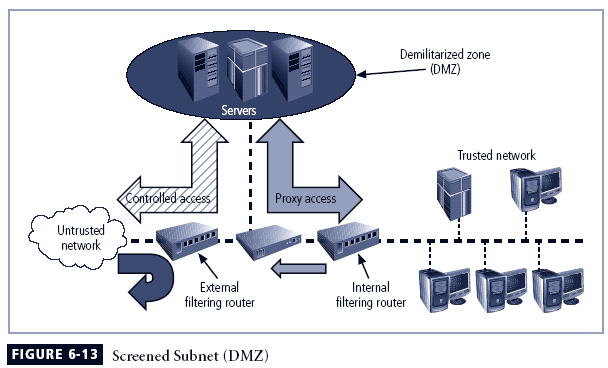 Demilitarized zone
(DMZ)
Servers
Trusted network
Controlled access
Proxy access
Untrusted
network
External
filtering router
Internal
filtering router
FIGURE 6-13 Screened Subnet (DMZ)